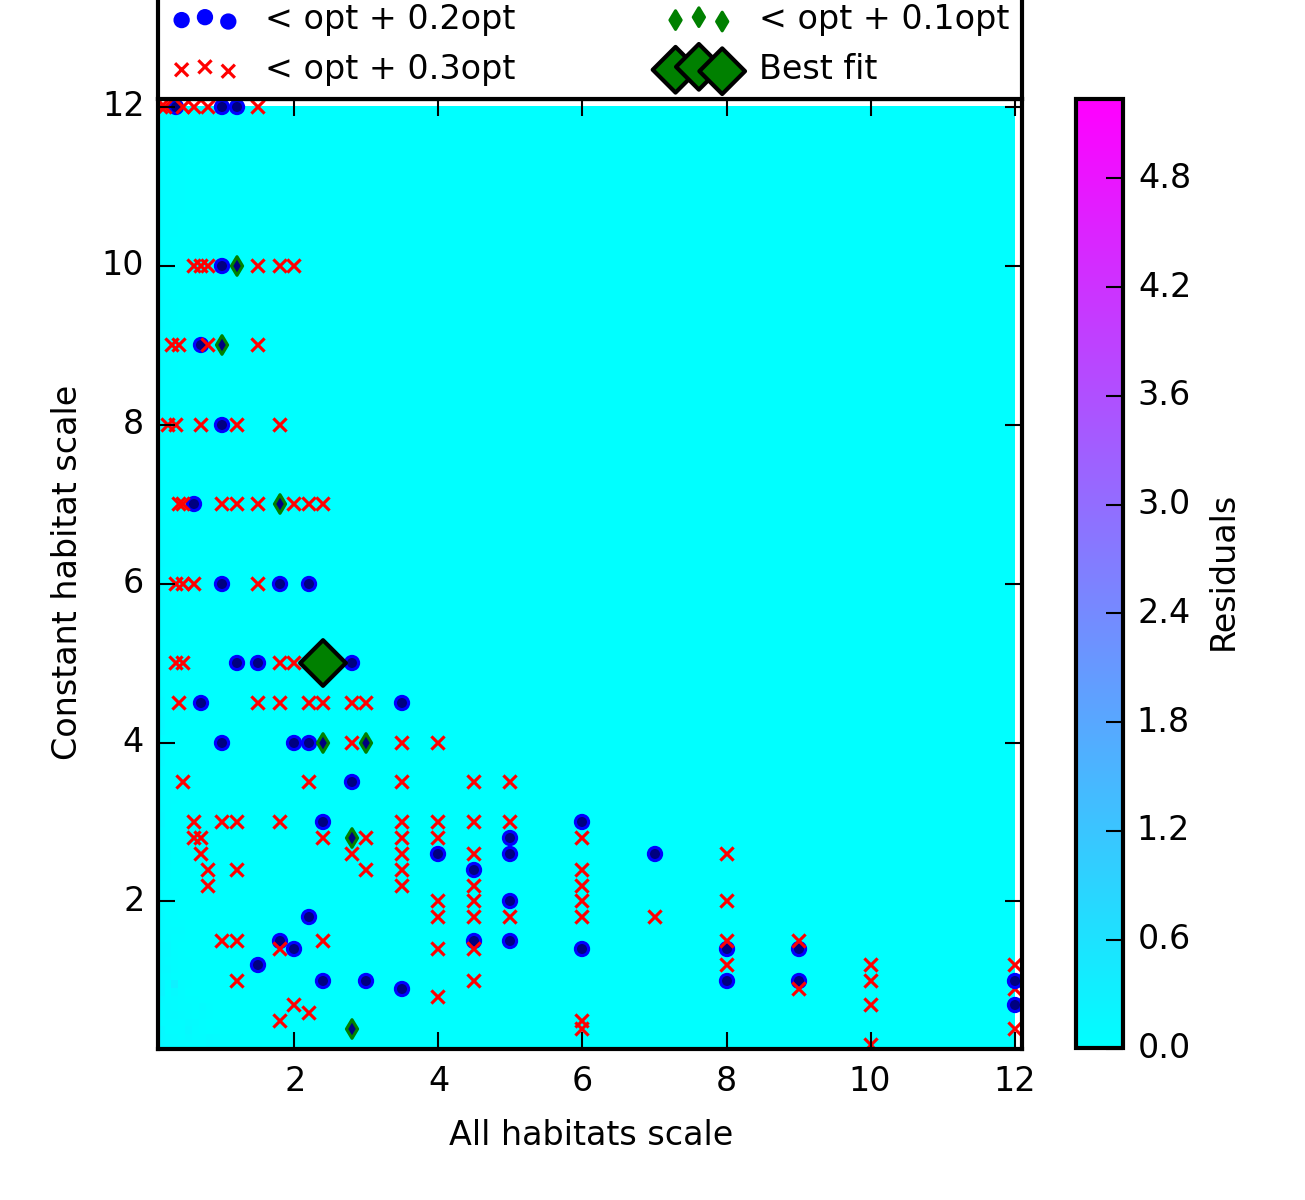 < opt + 0.2opt
< opt + 0.1opt
< opt + 0.3opt
Best fit
12
10
8
6
4
2
Constant habitat scale
2 4 6 8 10 12
All habitats scale
4.8
4.2
3.6
3.0
2.4
1.8
1.2
0.6
0.0
Residuals